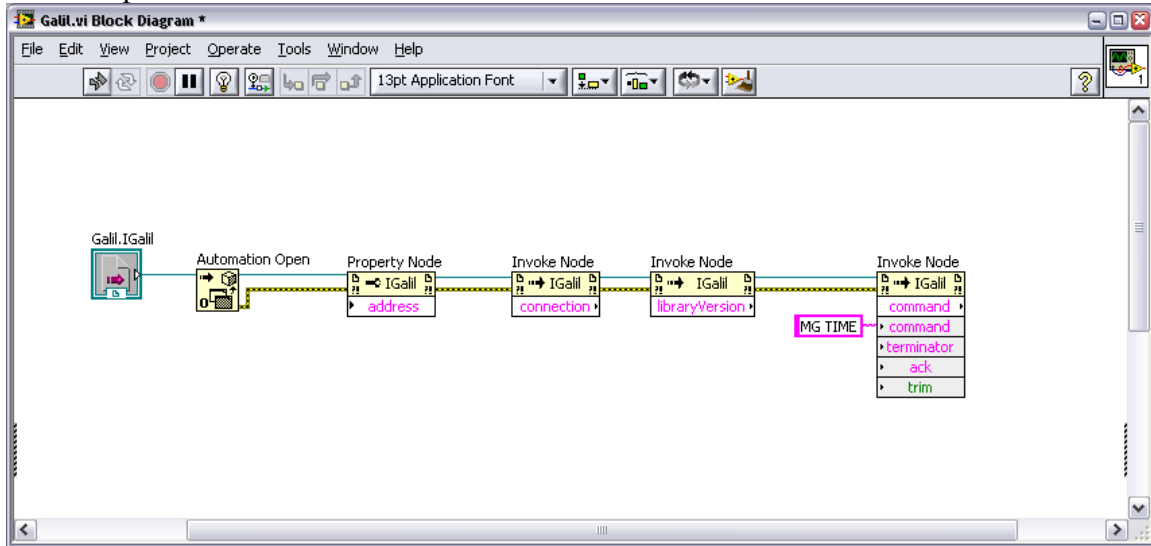 Galil.vi Block Diagram *
File Edit View Project Operate Tools Window Help
13pt Application Font
?
1
Galil.IGalil
Automation Open
Property Node
Invoke Node
Invoke Node
Invoke Node
IGalil
IGalil
IGalil
IGalil
address
connection
libraryVersion
command
MG TIME
command
terminator
ack
trim